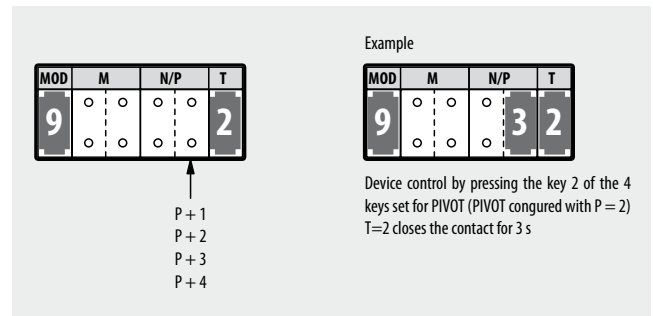 MOD M N/P T
9 2
P + 1
P + 2
P + 3
P + 4
Example
MOD M N/P T
9 3 2
Device control by pressing the key 2 of the 4
keys set for PIVOT (PIVOT congured with P = 2)
T=2 closes the contact for 3 s